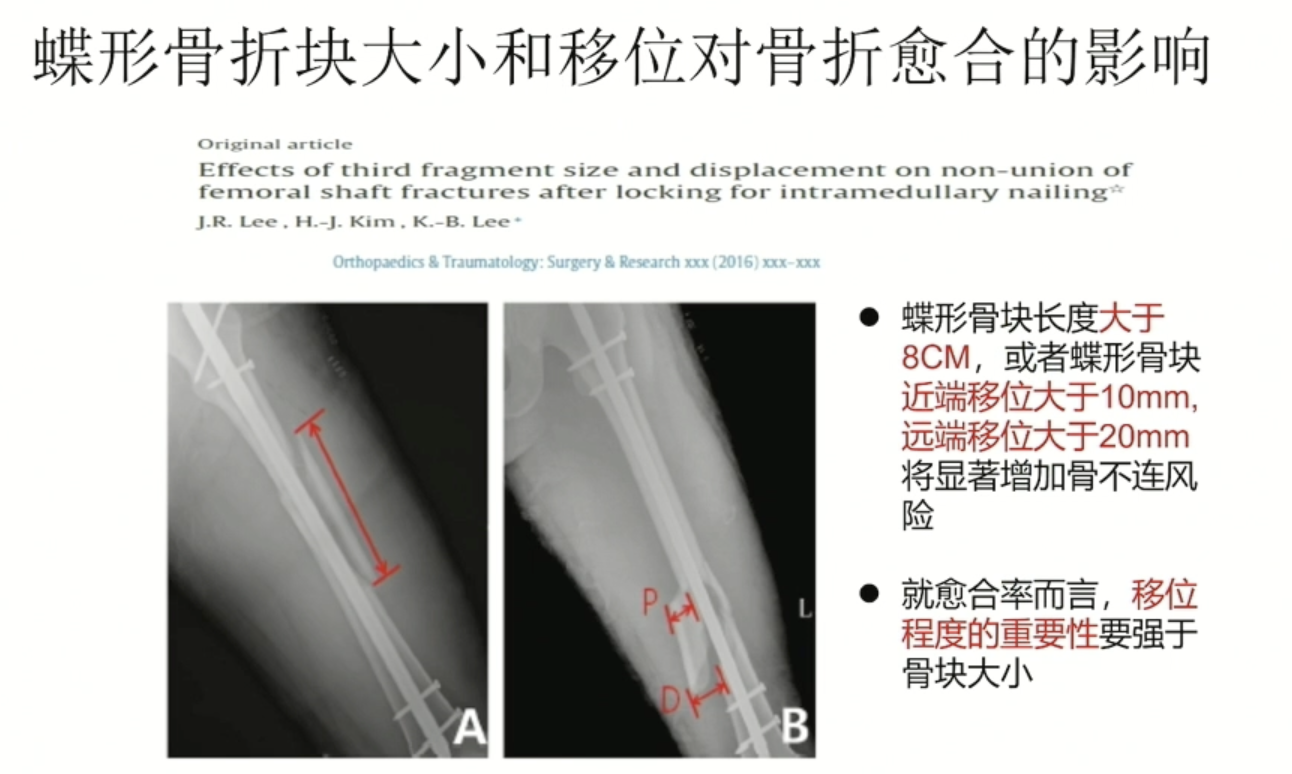 蝶形骨折块大小和移位对骨折愈合的影响
Original article
Effects of third fragment size and displacement on non-union of
femoral shaft fractures after locking for intramedullary nailing☆
J.R. Lee , H.-J. Kim , K.-B. Lee *
Orthopaedics & Traumatology: Surgery & Research xxx (2016) xxx–xxx
A
P
D
L
B
● 蝶形骨块长度大于
8CM，或者蝶形骨块
近端移位大于10mm,
远端移位大于20mm
将显著增加骨不连风
险
● 就愈合率而言，移位
程度的重要性要强于
骨块大小